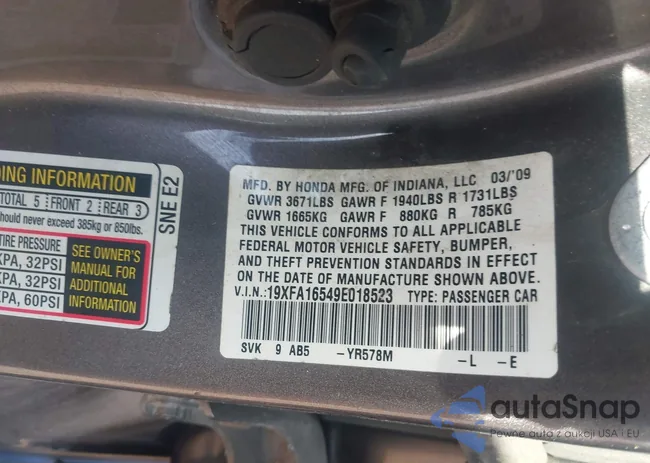 DING INFORMATION
TOTAL 5 FRONT 2 REAR 3
should never exceed 385kg or 850lbs.
TIRE PRESSURE
KPA, 32PSI
KPA, 32PSI
KPA, 60PSI
SEE OWNER'S
MANUAL FOR
ADDITIONAL
INFORMATION
SNE E2
MFD. BY HONDA MFG. OF INDIANA, LLC 03/'09
GVWR 3671LBS GAWR F 1940LBS R 1731LBS
GVWR 1665KG GAWR F 880KG R 785KG
THIS VEHICLE CONFORMS TO ALL APPLICABLE
FEDERAL MOTOR VEHICLE SAFETY, BUMPER,
AND THEFT PREVENTION STANDARDS IN EFFECT
ON THE DATE OF MANUFACTURE SHOWN ABOVE.
V.I.N.:19XFA16549E018523 TYPE: PASSENGER CAR
SVK 9 AB5 -YR578M -L -E
autaSnap
Pewne auto z aukcji USA i EU